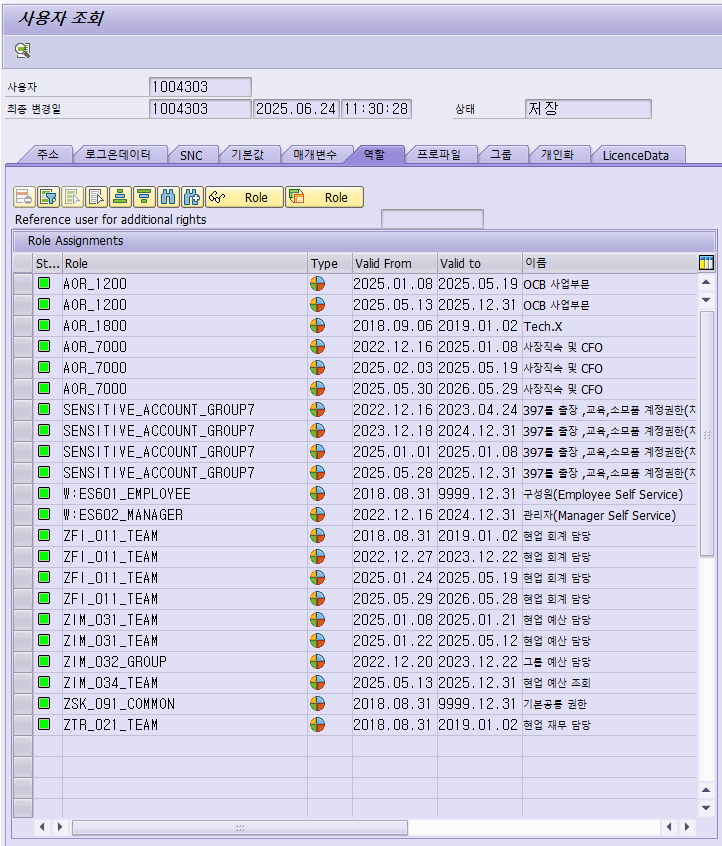 사용자 조회
사용자 1004303
최종 변경일 1004303 2025.06.24 11:30:28 상태 저장
주소 로그온데이터 SNC 기본값 매개변수 역할 프로파일 그룹 개인화 LicenceData
Role Role
Reference user for additional rights
Role Assignments
St... Role Type Valid From Valid to 이름
AOR_1200 2025.01.08 2025.05.19 OCB 사업부문
AOR_1200 2025.05.13 2025.12.31 OCB 사업부문
AOR_1800 2018.09.06 2019.01.02 Tech.X
AOR_7000 2022.12.16 2025.01.08 사장직속 및 CFO
AOR_7000 2025.02.03 2025.05.19 사장직속 및 CFO
AOR_7000 2025.05.30 2026.05.29 사장직속 및 CFO
SENSITIVE_ACCOUNT_GROUP7 2022.12.16 2023.04.24 397롤 출장 ,교육,소모품 계정권한(
SENSITIVE_ACCOUNT_GROUP7 2023.12.18 2024.12.31 397롤 출장 ,교육,소모품 계정권한(
SENSITIVE_ACCOUNT_GROUP7 2025.01.01 2025.01.08 397롤 출장 ,교육,소모품 계정권한(
SENSITIVE_ACCOUNT_GROUP7 2025.05.28 2025.12.31 397롤 출장 ,교육,소모품 계정권한(
W:ES601_EMPLOYEE 2018.08.31 9999.12.31 구성원(Employee Self Service)
W:ES602_MANAGER 2022.12.16 2024.12.31 관리자(Manager Self Service)
ZFI_011_TEAM 2018.08.31 2019.01.02 현업 회계 담당
ZFI_011_TEAM 2022.12.27 2023.12.22 현업 회계 담당
ZFI_011_TEAM 2025.01.24 2025.05.19 현업 회계 담당
ZFI_011_TEAM 2025.05.29 2026.05.28 현업 회계 담당
ZIM_031_TEAM 2025.01.08 2025.01.21 현업 예산 담당
ZIM_031_TEAM 2025.01.22 2025.05.12 현업 예산 담당
ZIM_032_GROUP 2022.12.20 2023.12.22 그룹 예산 담당
ZIM_034_TEAM 2025.05.13 2025.12.31 현업 예산 조회
ZSK_091_COMMON 2018.08.31 9999.12.31 기본공통 권한
ZTR_021_TEAM 2018.08.31 2019.01.02 현업 재무 담당